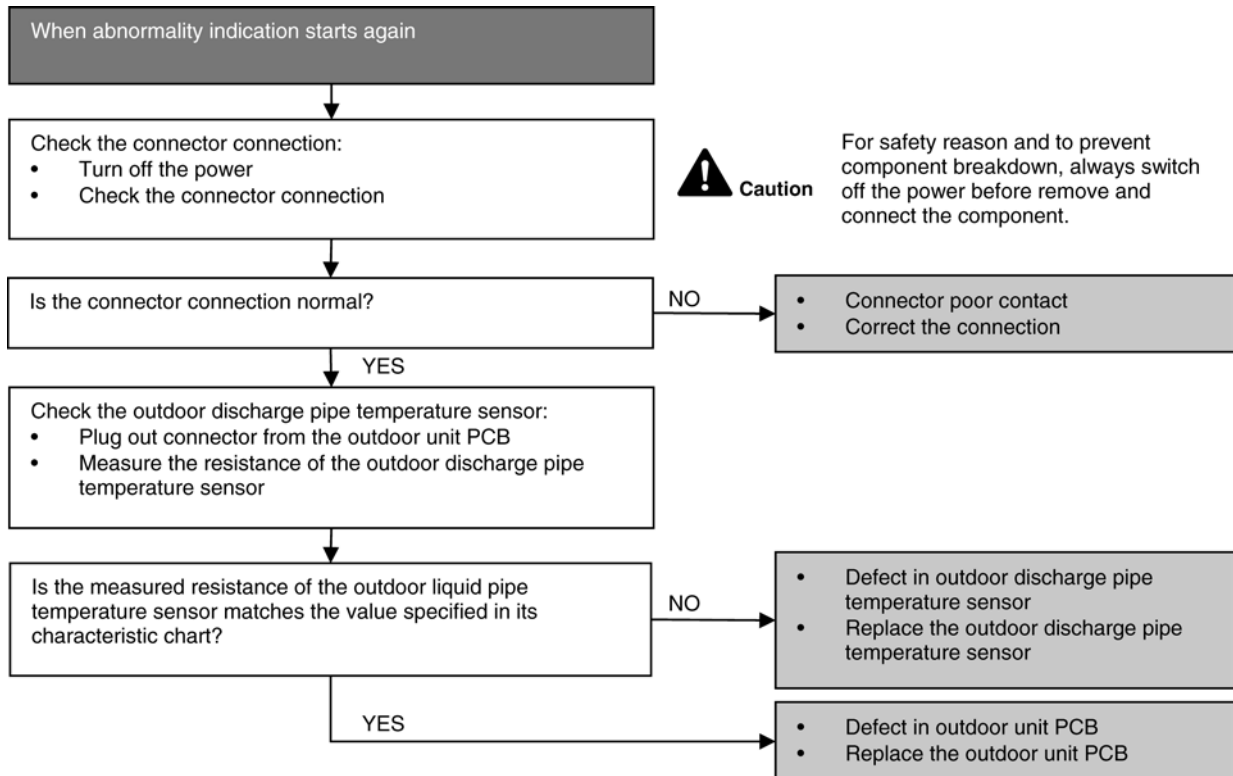 When abnormality indication starts again
Check the connector connection:
• Turn off the power
• Check the connector connection
Caution
For safety reason and to prevent
component breakdown, always switch
off the power before remove and
connect the component.
Is the connector connection normal?
NO
• Connector poor contact
• Correct the connection
YES
Check the outdoor discharge pipe temperature sensor:
• Plug out connector from the outdoor unit PCB
• Measure the resistance of the outdoor discharge pipe
temperature sensor
Is the measured resistance of the outdoor liquid pipe
temperature sensor matches the value specified in its
characteristic chart?
NO
• Defect in outdoor discharge pipe
temperature sensor
• Replace the outdoor discharge pipe
temperature sensor
YES
• Defect in outdoor unit PCB
• Replace the outdoor unit PCB